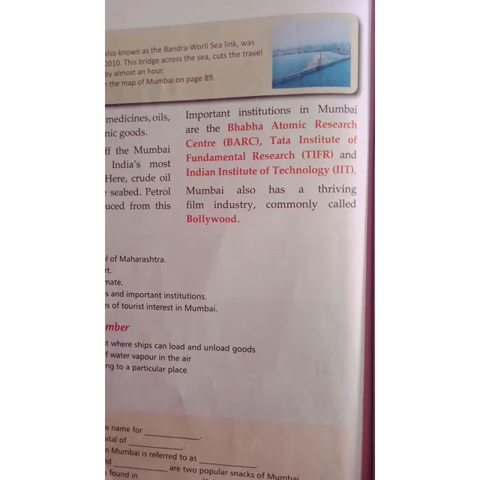 also known as the Bandra-Worli Sea link, was
2010. This bridge across the sea, cuts the travel
by almost an hour.
the map of Mumbai on page 89.
medicines, oils,
nic goods.
ff the Mumbai
India's most
Here, crude oil
seabed. Petrol
uced from this
Important institutions in Mumbai
are the Bhabha Atomic Research
Centre (BARC), Tata Institute of
Fundamental Research (TIFR) and
Indian Institute of Technology (IIT).
Mumbai also has a thriving
film industry, commonly called
Bollywood.
l of Maharashtra.
rt.
mate.
s and important institutions.
s of tourist interest in Mumbai.
mber
t where ships can load and unload goods
f water vapour in the air
ng to a particular place
w name for ____________.
ital of ____________.
n Mumbai is referred to as ____________.
nd ____________ are two popular snacks of Mumbai
found in